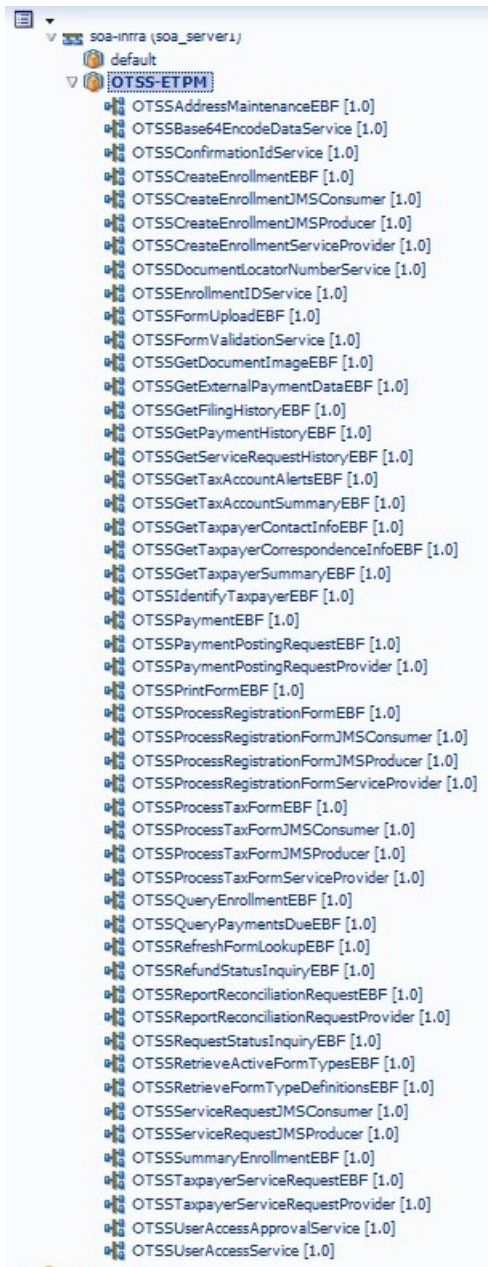 soa-infra (soa_server1)
default
OTSS-ETPM
OTSSAddressMaintenanceEBF [1.0]
OTSSBase64EncodeDataService [1.0]
OTSSConfirmationIdService [1.0]
OTSSCreateEnrollmentEBF [1.0]
OTSSCreateEnrollmentJMSConsumer [1.0]
OTSSCreateEnrollmentJMSProducer [1.0]
OTSSCreateEnrollmentServiceProvider [1.0]
OTSSDocumentLocatorNumberService [1.0]
OTSSEnrollmentIDService [1.0]
OTSSFormUploadEBF [1.0]
OTSSFormValidationService [1.0]
OTSSGetDocumentImageEBF [1.0]
OTSSGetExternalPaymentDataEBF [1.0]
OTSSGetFilingHistoryEBF [1.0]
OTSSGetPaymentHistoryEBF [1.0]
OTSSGetServiceRequestHistoryEBF [1.0]
OTSSGetTaxAccountAlertsEBF [1.0]
OTSSGetTaxAccountSummaryEBF [1.0]
OTSSGetTaxpayerContactInfoEBF [1.0]
OTSSGetTaxpayerCorrespondenceInfoEBF [1.0]
OTSSGetTaxpayerSummaryEBF [1.0]
OTSSIdentifyTaxpayerEBF [1.0]
OTSSPaymentEBF [1.0]
OTSSPaymentPostingRequestEBF [1.0]
OTSSPaymentPostingRequestProvider [1.0]
OTSSPrintFormEBF [1.0]
OTSSProcessRegistrationFormEBF [1.0]
OTSSProcessRegistrationFormJMSConsumer [1.0]
OTSSProcessRegistrationFormJMSProducer [1.0]
OTSSProcessRegistrationFormServiceProvider [1.0]
OTSSProcessTaxFormEBF [1.0]
OTSSProcessTaxFormJMSConsumer [1.0]
OTSSProcessTaxFormJMSProducer [1.0]
OTSSProcessTaxFormServiceProvider [1.0]
OTSSQueryEnrollmentEBF [1.0]
OTSSQueryPaymentsDueEBF [1.0]
OTSSRefreshFormLookupEBF [1.0]
OTSSRefundStatusInquiryEBF [1.0]
OTSSReportReconciliationRequestEBF [1.0]
OTSSReportReconciliationRequestProvider [1.0]
OTSSRequestStatusInquiryEBF [1.0]
OTSSRetrieveActiveFormTypesEBF [1.0]
OTSSRetrieveFormTypeDefinitionsEBF [1.0]
OTSSServiceRequestJMSConsumer [1.0]
OTSSServiceRequestJMSProducer [1.0]
OTSSSummaryEnrollmentEBF [1.0]
OTSSTaxpayerServiceRequestEBF [1.0]
OTSSTaxpayerServiceRequestProvider [1.0]
OTSSUserAccessApprovalService [1.0]
OTSSUserAccessService [1.0]